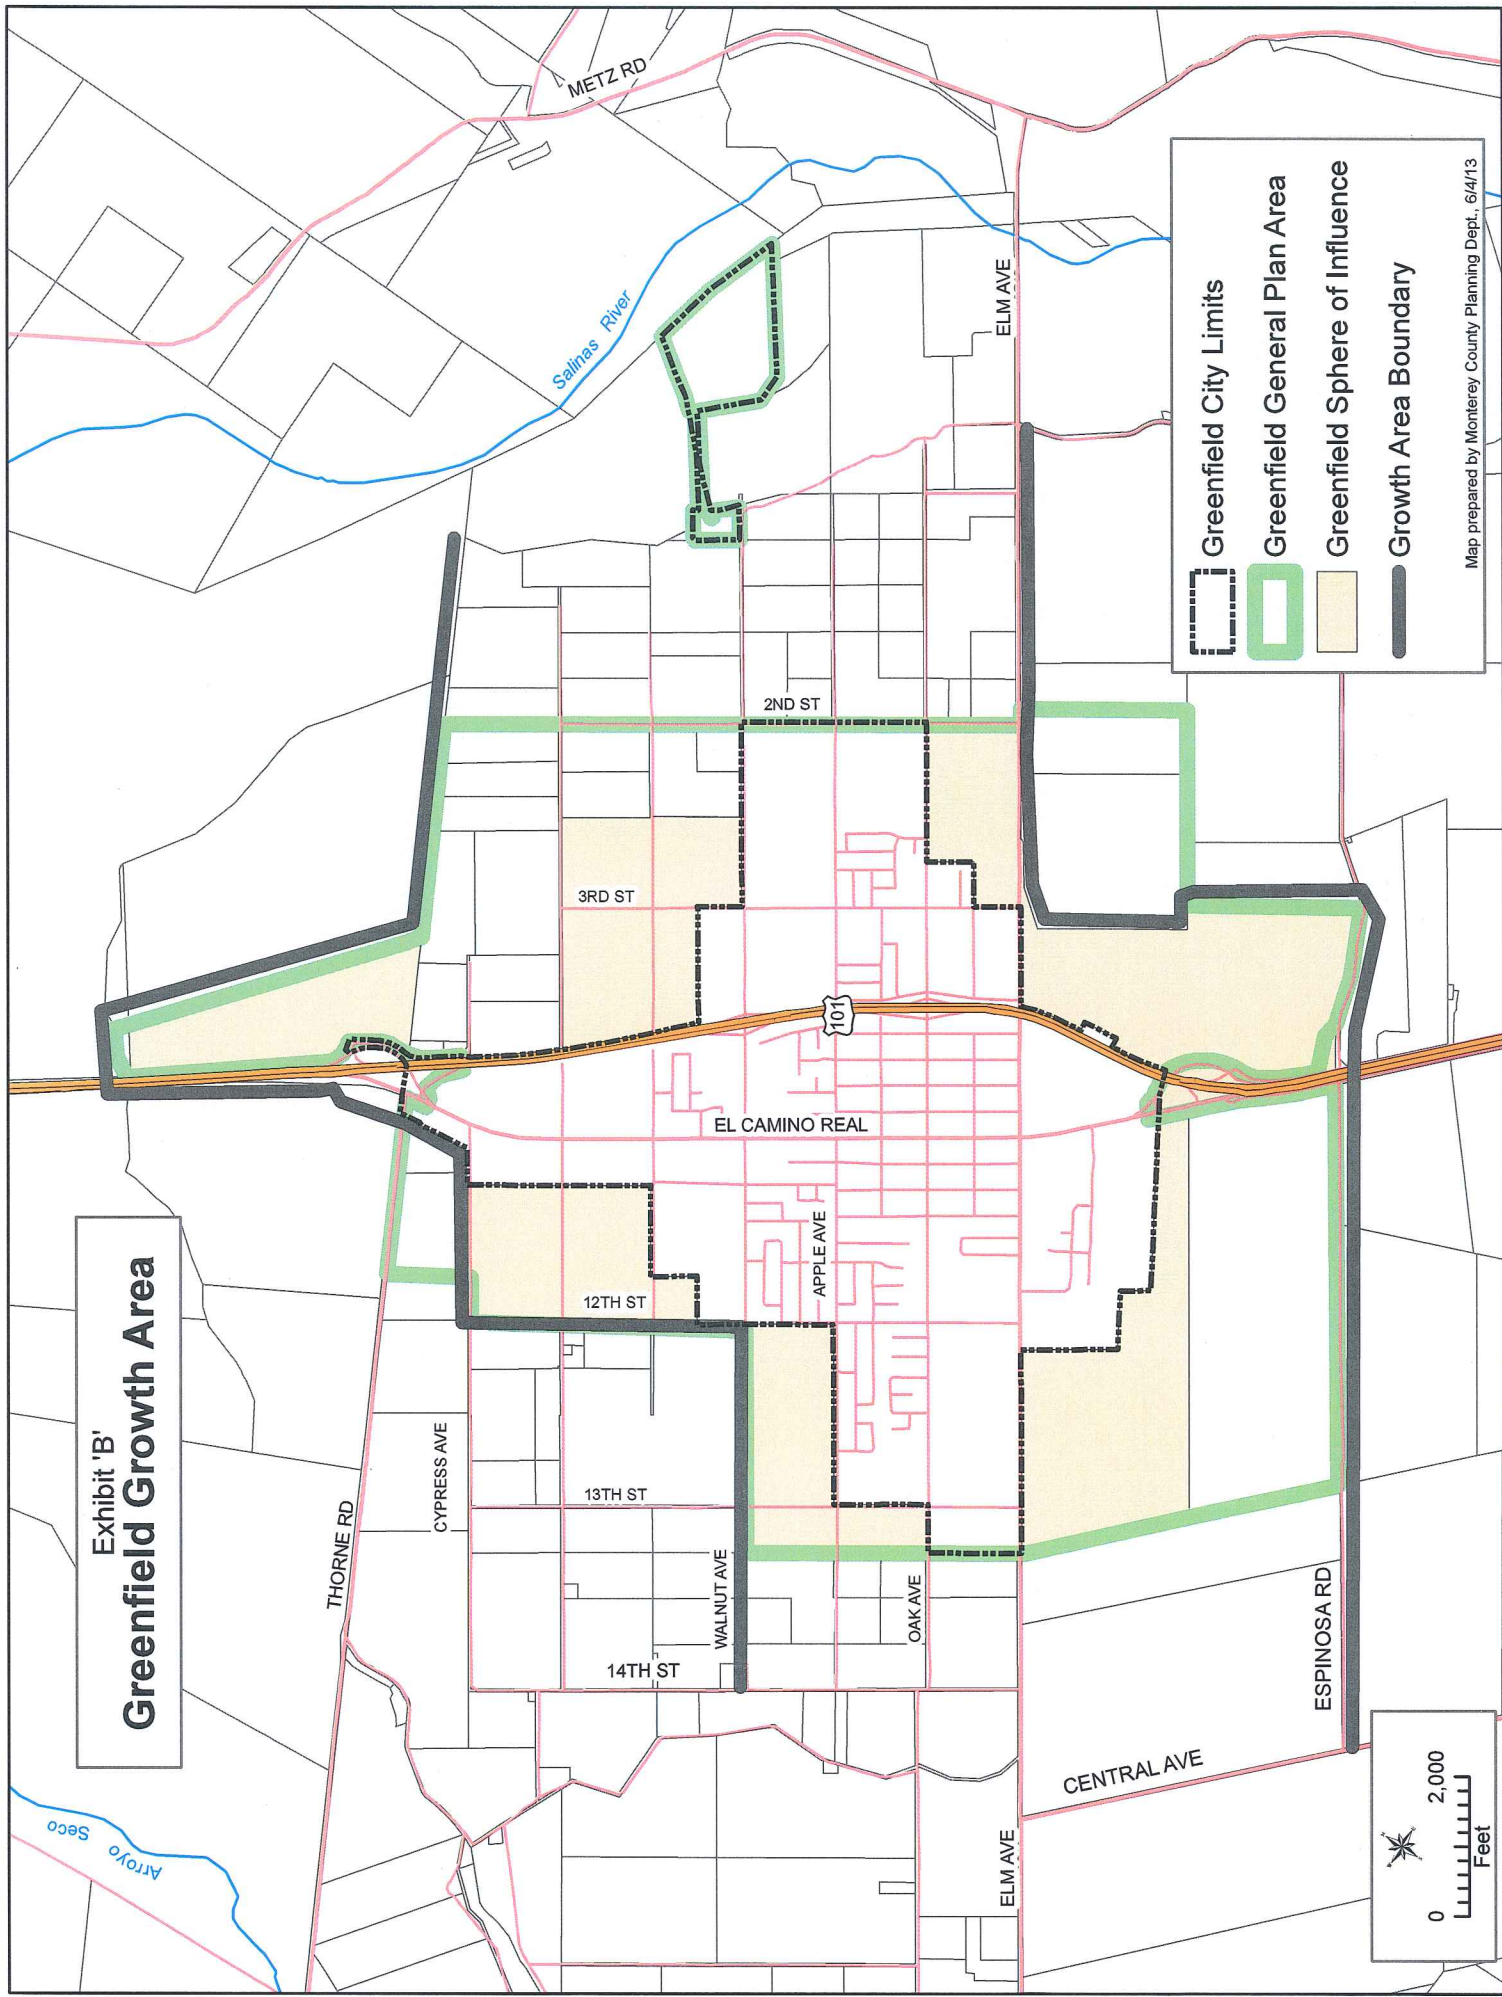 Exhibit 'B'
Greenfield Growth Area
Arroyo
Seco
METZ RD
Salinas River
ELM AVE
2ND ST
3RD ST
101
EL CAMINO REAL
APPLE AVE
12TH ST
13TH ST
CYPRESS AVE
THORNE RD
WALNUT AVE
OAK AVE
14TH ST
ESPINOSA RD
CENTRAL AVE
ELM AVE
Greenfield City Limits
Greenfield General Plan Area
Greenfield Sphere of Influence
Growth Area Boundary
Map prepared by Monterey County Planning Dept., 6/4/13
0 2,000
Feet